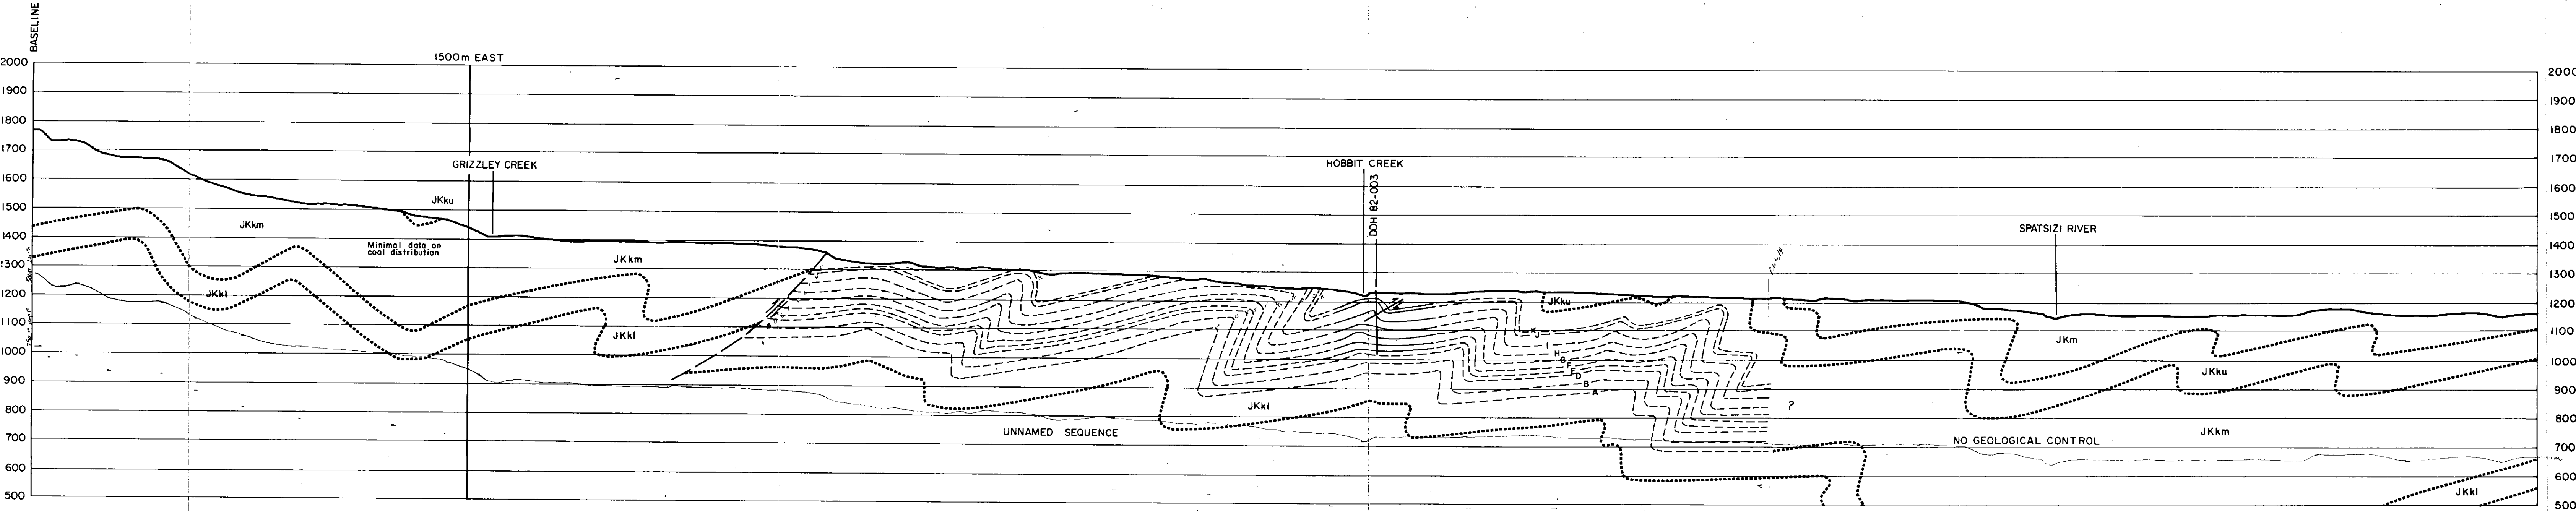 BASELINE
1500m EAST
2000
1900
1800
1700
1600
1500
1400
1300
1200
1100
1000
900
800
700
600
500
GRIZZLEY CREEK
HOBBIT CREEK
DDH 82-003
SPATSIZI RIVER
JKku
JKkm
Minimal data on
coal distribution
JKkm
JKkl
JKkl
JKku
K
J
I
H
G
F
E
D
B
A
JKkl
?
UNNAMED SEQUENCE
JKm
JKku
JKkm
NO GEOLOGICAL CONTROL
JKkl
2000
1900
1800
1700
1600
1500
1400
1300
1200
1100
1000
900
800
700
600
500